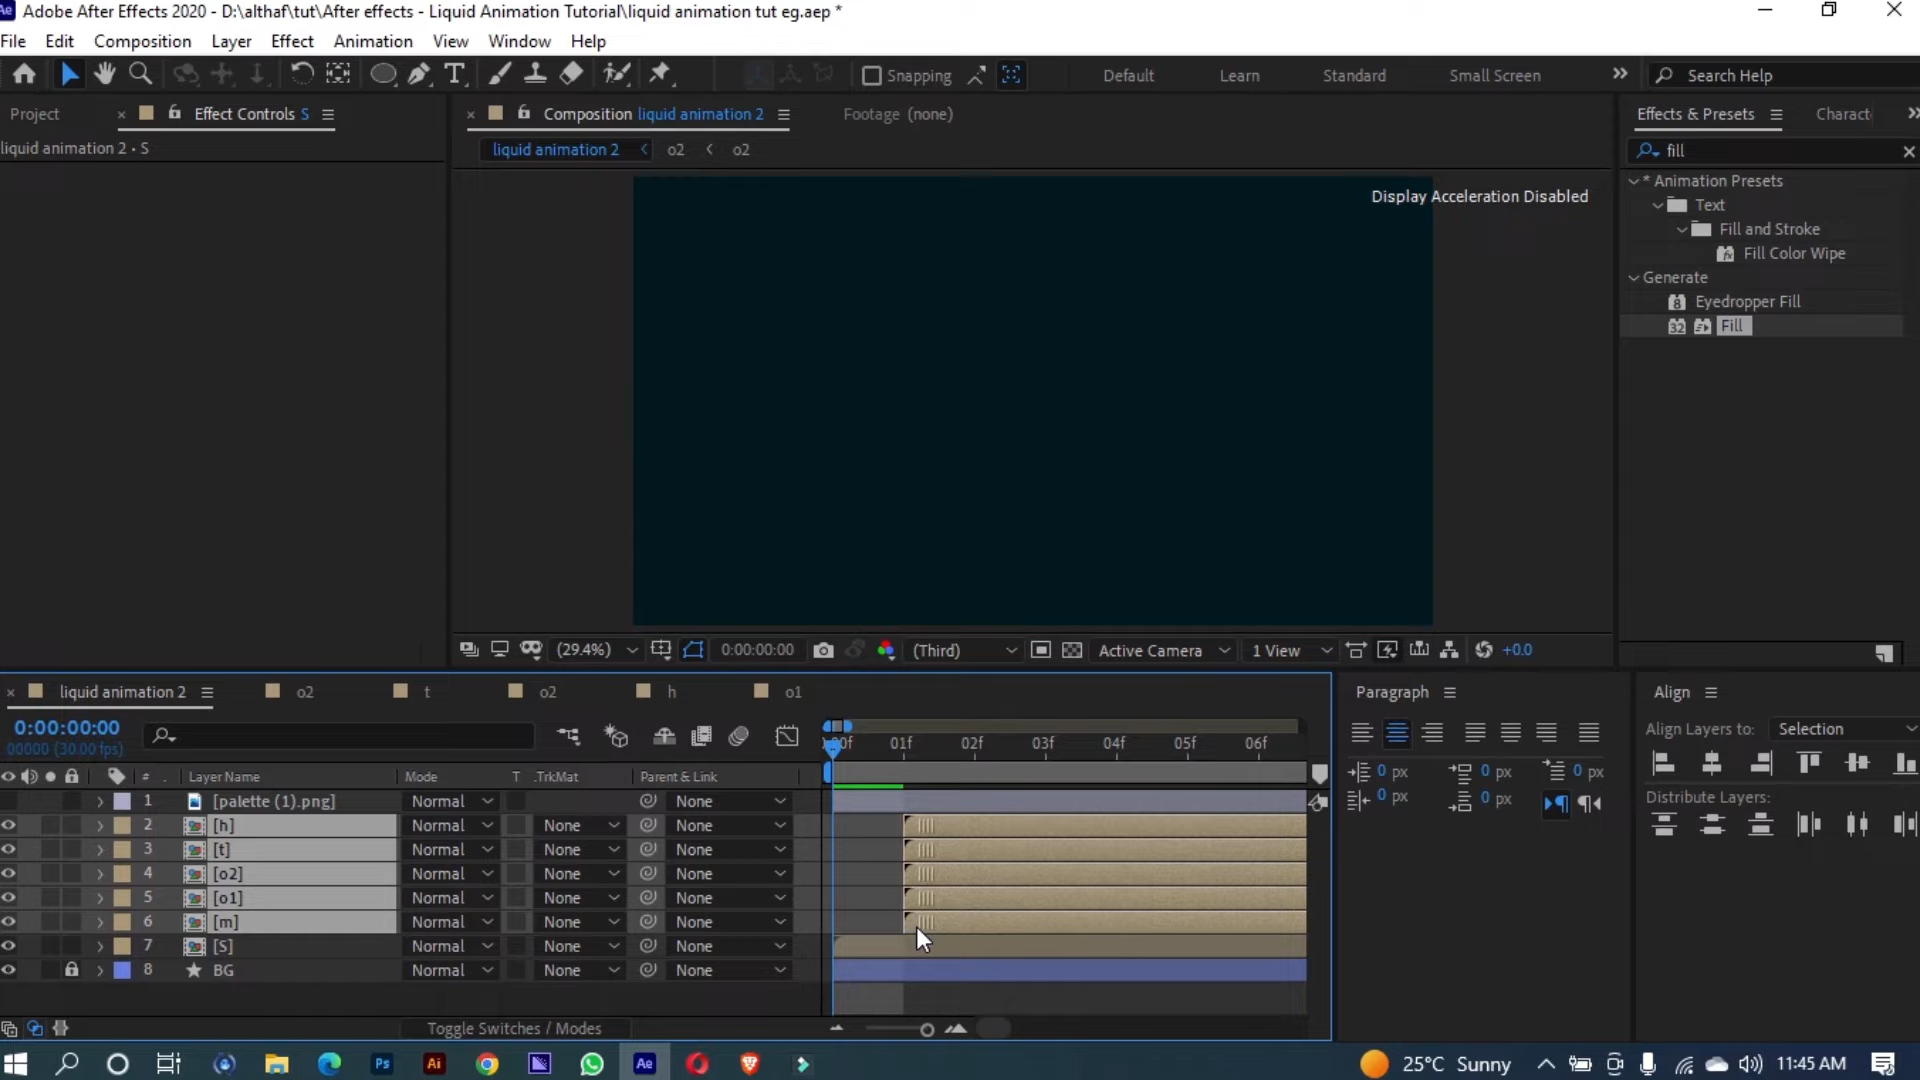 Adobe After Effects 2020 - D:\althaf\tut\After effects - Liquid Animation Tutorial\liquid animation tut eg.aep *
File Edit Composition Layer Effect Animation View Window Help
Snapping Default Learn Standard Small Screen Search Help
Project Effect Controls S Composition liquid animation 2 Footage (none) Effects & Presets Charact
liquid animation 2 • S liquid animation 2 o2 o2 fill
Display Acceleration Disabled
* Animation Presets
Text
Fill and Stroke
Fill Color Wipe
Generate
Eyedropper Fill
Fill
(29.4%) 0:00:00:00 (Third) Active Camera 1 View +0.0
liquid animation 2 o2 t o2 h o1 Paragraph Align
0:00:00:00
00000 (30.00 fps)
:00f 01f 02f 03f 04f 05f 06f
Align Layers to: Selection
# . Layer Name Mode T .TrkMat Parent & Link
0 px 0 px 0 px
0 px 0 px
Distribute Layers:
1 [palette (1).png] Normal None
2 [h] Normal None None
3 [t] Normal None None
4 [o2] Normal None None
5 [o1] Normal None None
6 [m] Normal None None
7 [S] Normal None None
8 BG Normal None None
Toggle Switches / Modes
Ps Ai Ae 25°C Sunny 11:45 AM